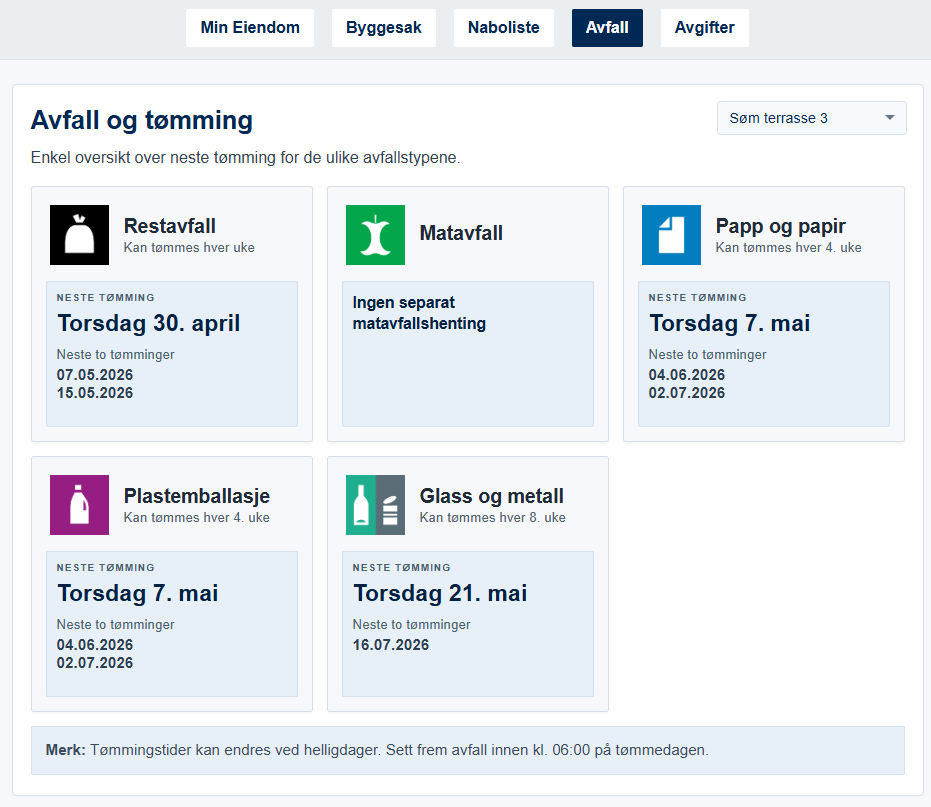 Min Eiendom
Byggesak
Naboliste
Avfall
Avgifter
Avfall og tømming
Søm terrasse 3
Enkel oversikt over neste tømming for de ulike avfallstypene.
Restavfall
Kan tømmes hver uke
NESTE TØMMING
Torsdag 30. april
Neste to tømminger
07.05.2026
15.05.2026
Matavfall
Ingen separat
matavfallshenting
Papp og papir
Kan tømmes hver 4. uke
NESTE TØMMING
Torsdag 7. mai
Neste to tømminger
04.06.2026
02.07.2026
Plastemballasje
Kan tømmes hver 4. uke
NESTE TØMMING
Torsdag 7. mai
Neste to tømminger
04.06.2026
02.07.2026
Glass og metall
Kan tømmes hver 8. uke
NESTE TØMMING
Torsdag 21. mai
Neste to tømminger
16.07.2026
Merk: Tømmingstider kan endres ved helligdager. Sett frem avfall innen kl. 06:00 på tømmedagen.